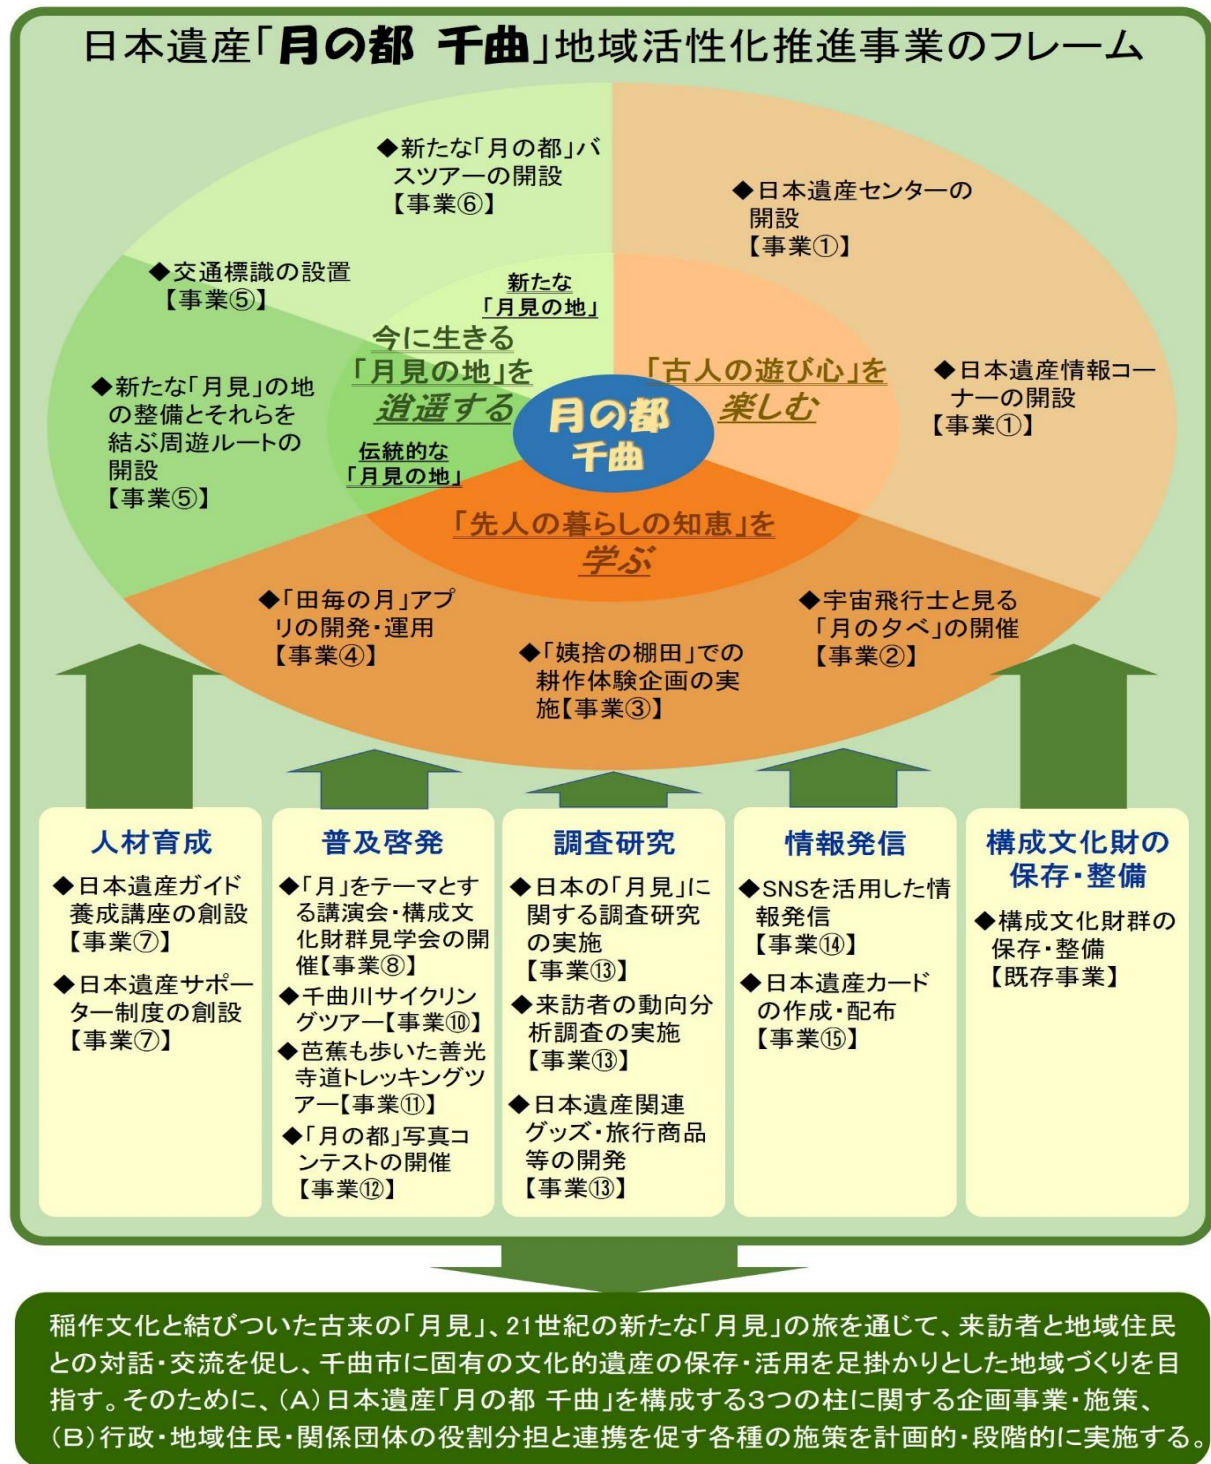 日本遺産「月の都 千曲」地域活性化推進事業のフレーム
◆新たな「月の都」バ
スツアーの開設
【事業⑥】
◆日本遺産センターの
開設
【事業①】
◆交通標識の設置
【事業⑤】
新たな
「月見の地」
今に生きる
「月見の地」を
逍遥する
「古人の遊び心」を
楽しむ
月の都
千曲
◆新たな「月見」の地
の整備とそれらを
結ぶ周遊ルートの
開設
【事業⑤】
◆日本遺産情報コー
ナーの開設
【事業①】
伝統的な
「月見の地」
「先人の暮らしの知恵」を
学ぶ
◆「田毎の月」アプ
リの開発・運用
【事業④】
◆「姨捨の棚田」での
耕作体験企画の実
施【事業③】
◆宇宙飛行士と見る
「月の夕べ」の開催
【事業②】
人材育成
◆日本遺産ガイド
養成講座の創設
【事業⑦】
◆日本遺産サポー
ター制度の創設
【事業⑦】
普及啓発
◆「月」をテーマとす
る講演会・構成文
化財群見学会の開
催【事業⑧】
◆千曲川サイクリン
グツアー【事業⑩】
◆芭蕉も歩いた善光
寺道トレッキングツ
アー【事業⑪】
◆「月の都」写真コ
ンテストの開催
【事業⑫】
調査研究
◆日本の「月見」に
関する調査研究
の実施
【事業⑬】
◆来訪者の動向分
析調査の実施
【事業⑬】
◆日本遺産関連
グッズ・旅行商品
等の開発
【事業⑬】
情報発信
◆SNSを活用した情
報発信
【事業⑭】
◆日本遺産カード
の作成・配布
【事業⑮】
構成文化財の
保存・整備
◆構成文化財群の
保存・整備
【既存事業】
稲作文化と結びついた古来の「月見」、21世紀の新たな「月見」の旅を通じて、来訪者と地域住民
との対話・交流を促し、千曲市に固有の文化的遺産の保存・活用を足掛かりとした地域づくりを目
指す。そのために、(A)日本遺産「月の都 千曲」を構成する3つの柱に関する企画事業・施策、
(B)行政・地域住民・関係団体の役割分担と連携を促す各種の施策を計画的・段階的に実施する。